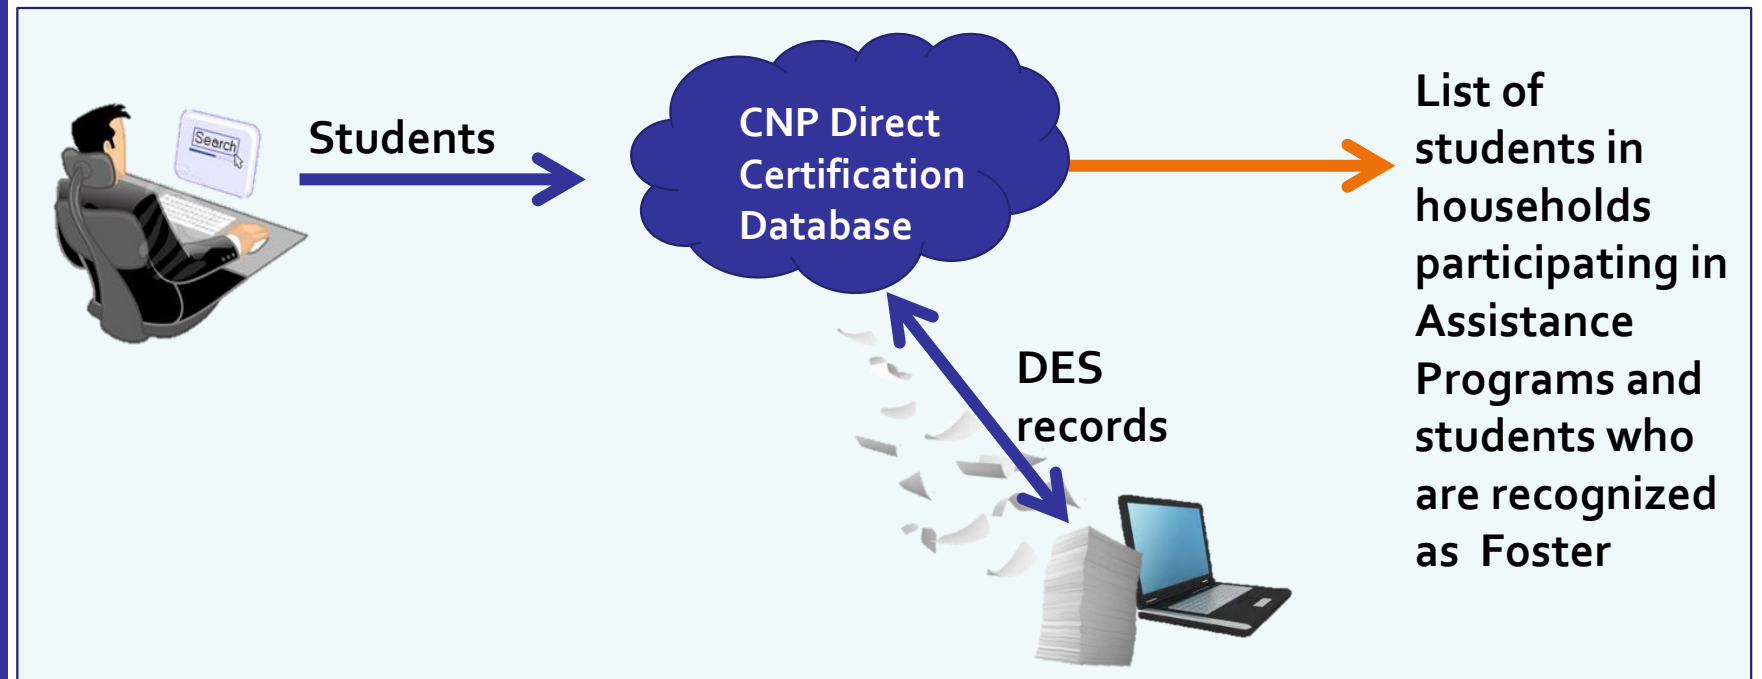 Search
Students
CNP Direct
Certification
Database
DES
records
List of
students in
households
participating in
Assistance
Programs and
students who
are recognized
as  Foster